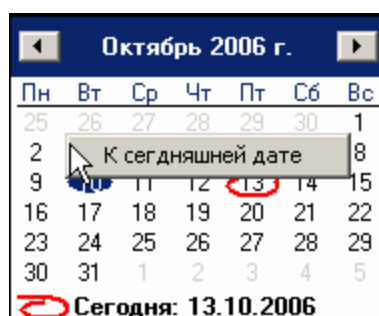 Октябрь 2006 г.
Пн Вт Ср Чт Пт Сб Вс
25 26 27 28 29 30 1
2 К сегдняшней дате 8
9 10 11 12 13 14 15
16 17 18 19 20 21 22
23 24 25 26 27 28 29
30 31 1 2 3 4 5
Сегодня: 13.10.2006